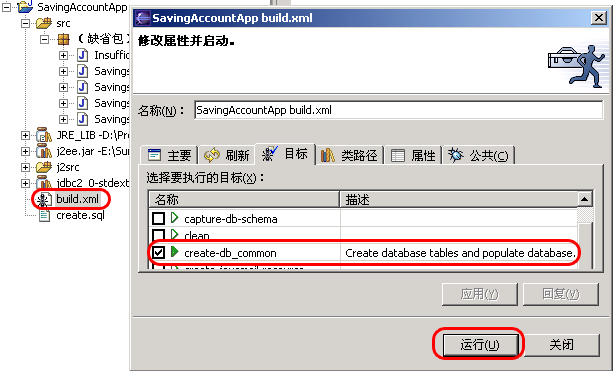 SavingAccountApp
src
(缺省包)
Insuffic
Savings
Savings
Savings
Savings
JRE_LIB -D:\Pro
j2ee.jar -E:\Sun
j2src
jdbc2_0-stdext
build.xml
create.sql
SavingAccountApp build.xml
修改属性并启动。
名称(N)： SavingAccountApp build.xml
主要 刷新 目标 类路径 属性 公共(C)
选择要执行的目标(X)：
名称 描述
capture-db-schema
clean
create-db_common Create database tables and populate database.
应用(Y) 回复(V)
运行(U) 关闭